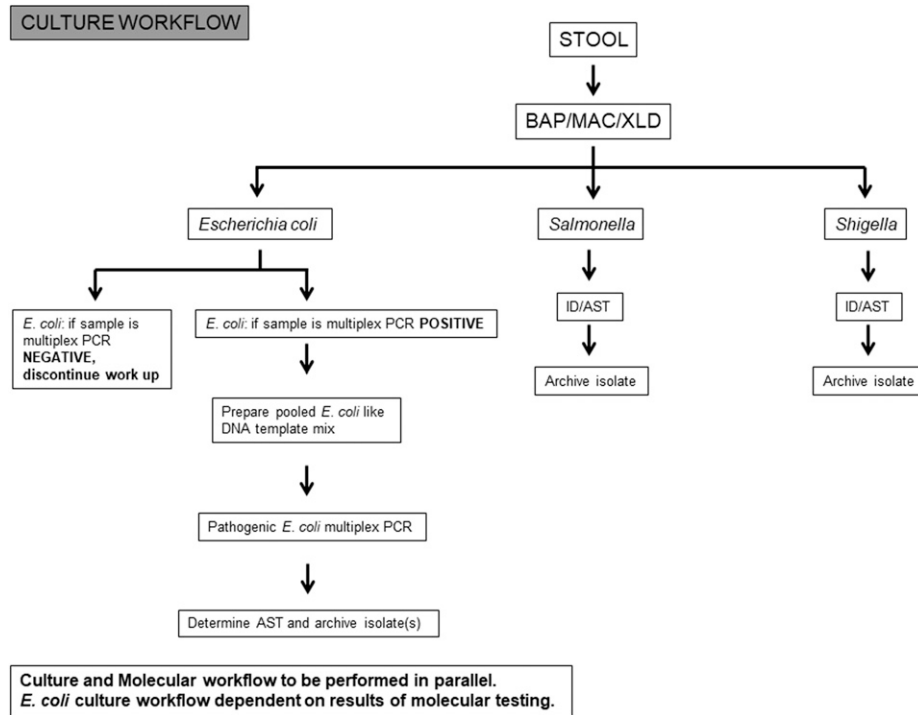 CULTURE WORKFLOW
STOOL
BAP/MAC/XLD
Escherichia coli
Salmonella
Shigella
E. coli: if sample is
multiplex PCR
NEGATIVE,
discontinue work up
E. coli: if sample is multiplex PCR POSITIVE
ID/AST
ID/AST
Archive isolate
Archive isolate
Prepare pooled E. coli like
DNA template mix
Pathogenic E. coli multiplex PCR
Determine AST and archive isolate(s)
Culture and Molecular workflow to be performed in parallel.
E. coli culture workflow dependent on results of molecular testing.